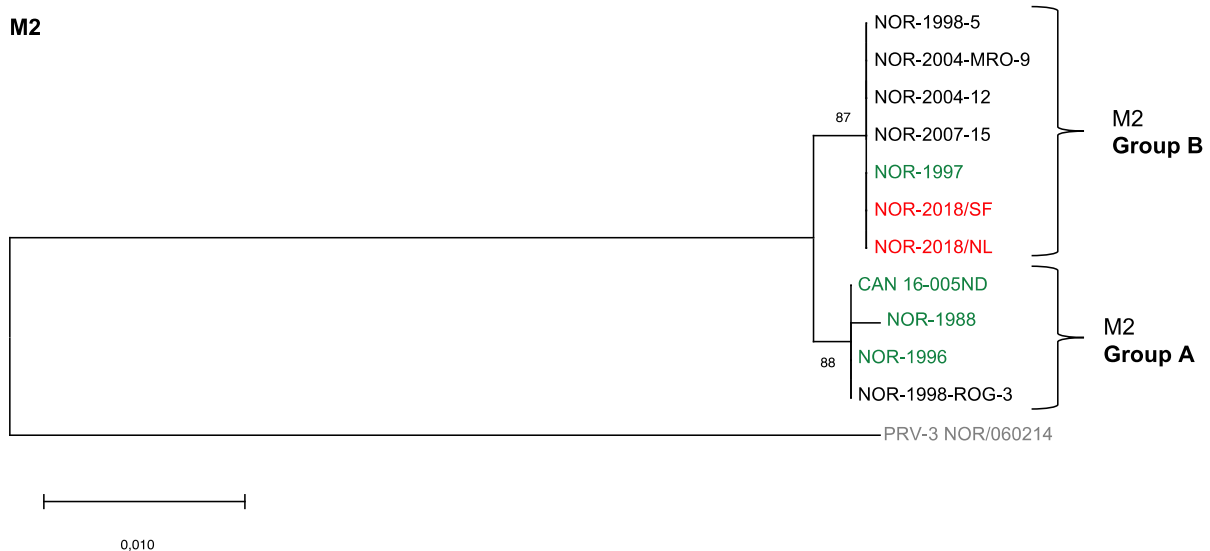 M2
NOR-1998-5
NOR-2004-MRO-9
NOR-2004-12
87
NOR-2007-15
NOR-1997
NOR-2018/SF
NOR-2018/NL
M2
Group B
CAN 16-005ND
NOR-1988
NOR-1996
88
NOR-1998-ROG-3
M2
Group A
PRV-3 NOR/060214
0,010